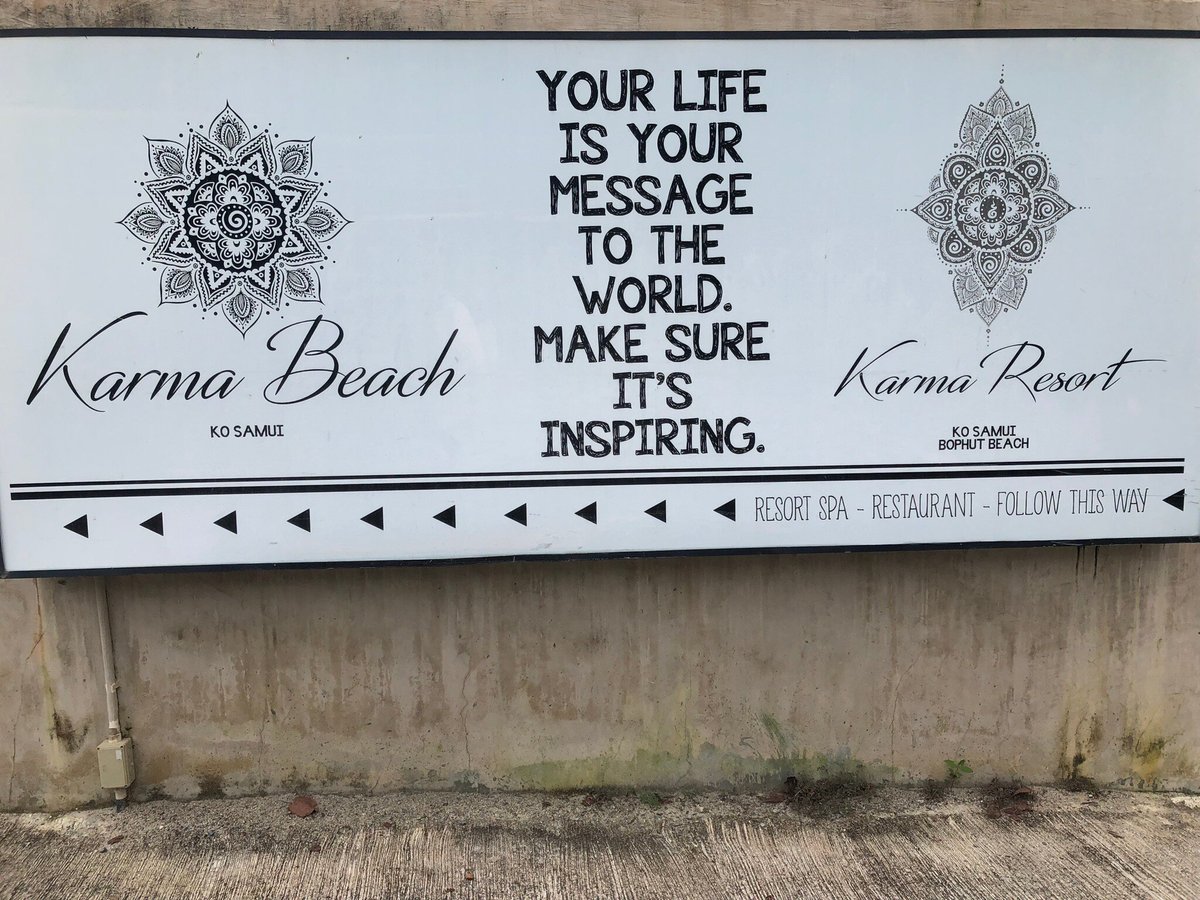 Karma Beach
KO SAMUI
YOUR LIFE
IS YOUR
MESSAGE
TO THE
WORLD.
MAKE SURE
IT'S
INSPIRING.
Karma Resort
KO SAMUI
BOPHUT BEACH
RESORT SPA - RESTAURANT - FOLLOW THIS WAY